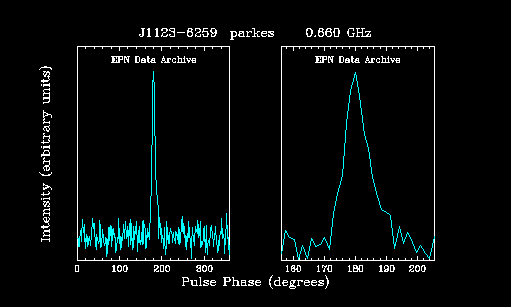 J1123-6259 parkes 0.660 GHz
EPN Data Archive EPN Data Archive
Intensity (arbitrary units)
0 100 200 300 160 170 180 190 200
Pulse Phase (degrees)